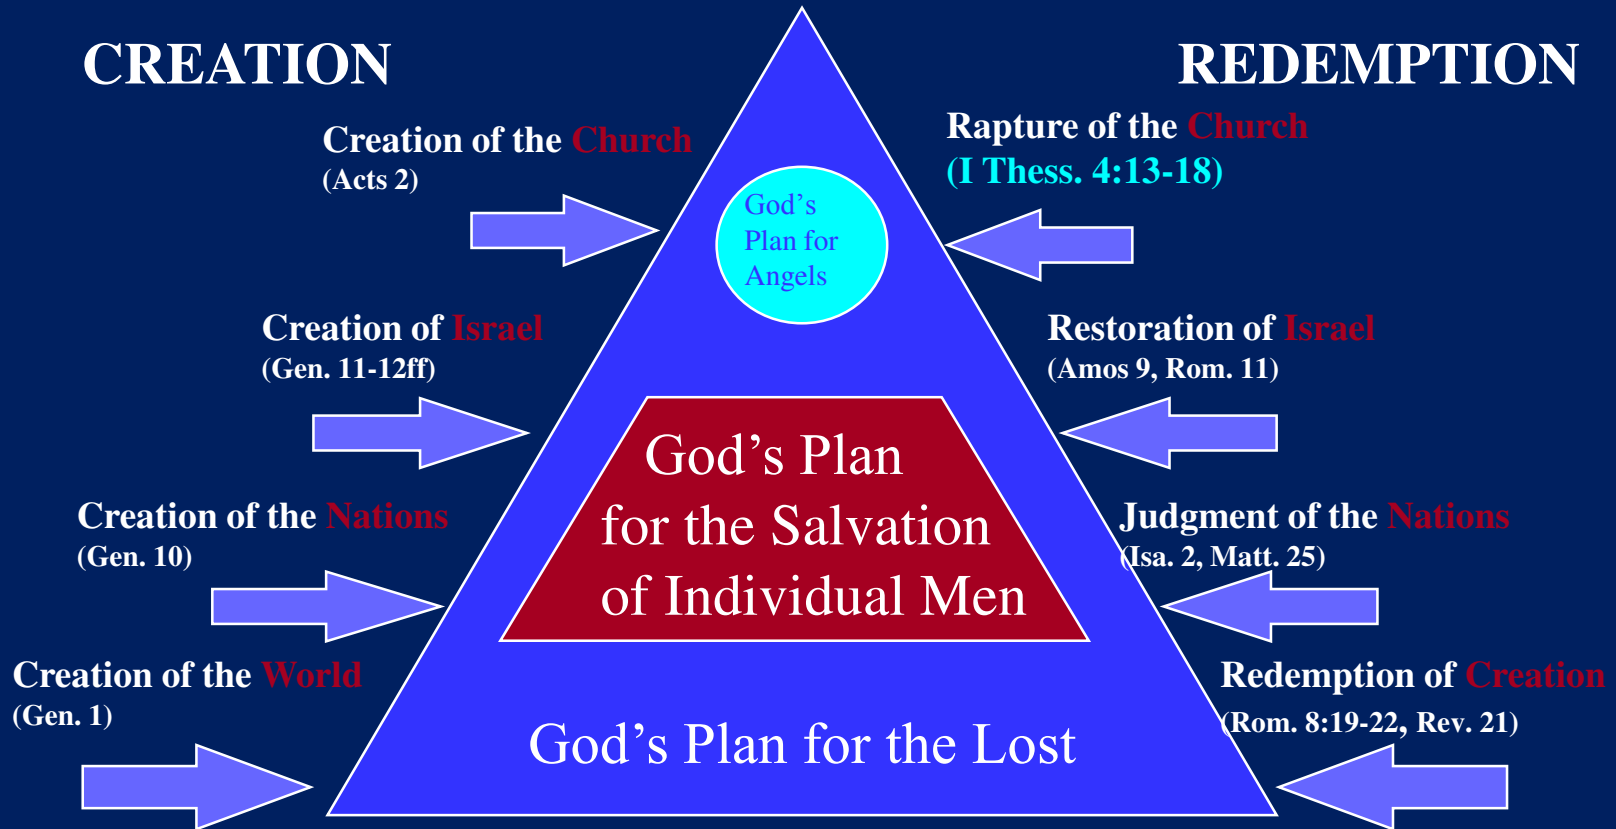 CREATION
REDEMPTION
Creation of the Church
(Acts 2)
Rapture of the Church
(I Thess. 4:13-18)
God’s
Plan for
Angels
Creation of Israel
(Gen. 11-12ff)
Restoration of Israel
(Amos 9, Rom. 11)
God’s Plan
for the Salvation
of Individual Men
Creation of the Nations
(Gen. 10)
Judgment of the Nations
(Isa. 2, Matt. 25)
Creation of the World
(Gen. 1)
Redemption of Creation
(Rom. 8:19-22, Rev. 21)
God’s Plan for the Lost